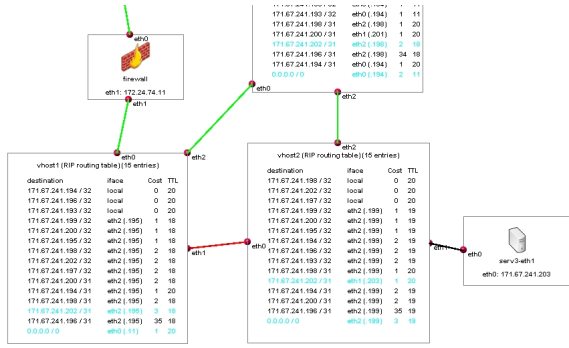 171.67.241.193 / 32 eth0 (.194) 1 11
171.67.241.198 / 31 eth2 (.198) 1 20
171.67.241.200 / 31 eth1 (.201) 1 20
171.67.241.202 / 31 eth2 (.198) 2 18
171.67.241.196 / 31 eth2 (.198) 34 18
171.67.241.194 / 31 eth0 (.194) 1 20
0.0.0.0 / 0 eth0 (.194) 2 11
eth0
eth2
eth0
firewall
eth1: 172.24.74.11
eth1
eth0
eth2
vhost1 (RIP routing table) (15 entries)
destination iface Cost TTL
171.67.241.194 / 32 local 0 20
171.67.241.196 / 32 local 0 20
171.67.241.193 / 32 local 0 20
171.67.241.199 / 32 eth2 (.195) 1 18
171.67.241.200 / 32 eth2 (.195) 1 18
171.67.241.195 / 32 eth2 (.195) 1 18
171.67.241.198 / 32 eth2 (.195) 2 18
171.67.241.202 / 32 eth2 (.195) 2 18
171.67.241.197 / 32 eth2 (.195) 2 18
171.67.241.200 / 31 eth2 (.195) 2 18
171.67.241.194 / 31 eth2 (.195) 1 20
171.67.241.198 / 31 eth2 (.195) 2 18
171.67.241.202 / 31 eth2 (.195) 3 18
171.67.241.196 / 31 eth2 (.195) 35 18
0.0.0.0 / 0 eth0 (.11) 1 20
eth1
eth0
eth2
vhost2 (RIP routing table) (15 entries)
destination iface Cost TTL
171.67.241.198 / 32 local 0 20
171.67.241.202 / 32 local 0 20
171.67.241.197 / 32 local 0 20
171.67.241.199 / 32 eth2 (.199) 1 19
171.67.241.200 / 32 eth2 (.199) 1 19
171.67.241.195 / 32 eth2 (.199) 1 19
171.67.241.194 / 32 eth2 (.199) 2 19
171.67.241.196 / 32 eth2 (.199) 2 19
171.67.241.193 / 32 eth2 (.199) 2 19
171.67.241.198 / 31 eth2 (.199) 1 20
171.67.241.202 / 31 eth1 (.203) 1 20
171.67.241.194 / 31 eth2 (.199) 2 19
171.67.241.200 / 31 eth2 (.199) 2 19
171.67.241.196 / 31 eth2 (.199) 35 19
0.0.0.0 / 0 eth2 (.199) 3 19
eth1
eth0
serv3-eth1
eth0: 171.67.241.203